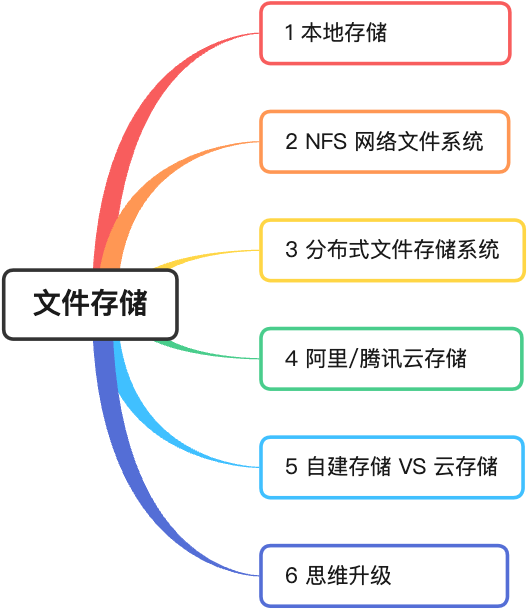 1 本地存储
2 NFS 网络文件系统
3 分布式文件存储系统
文件存储
4 阿里/腾讯云存储
5 自建存储 VS 云存储
6 思维升级